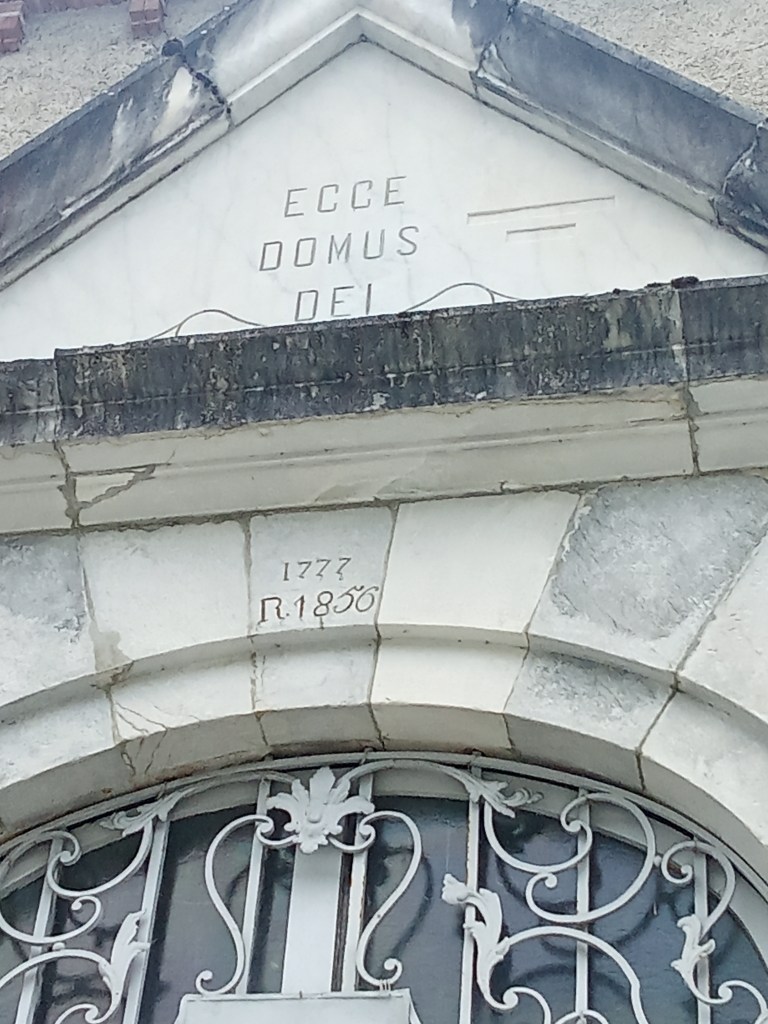 ECCE
DOMUS
DEI
1777
R.1856